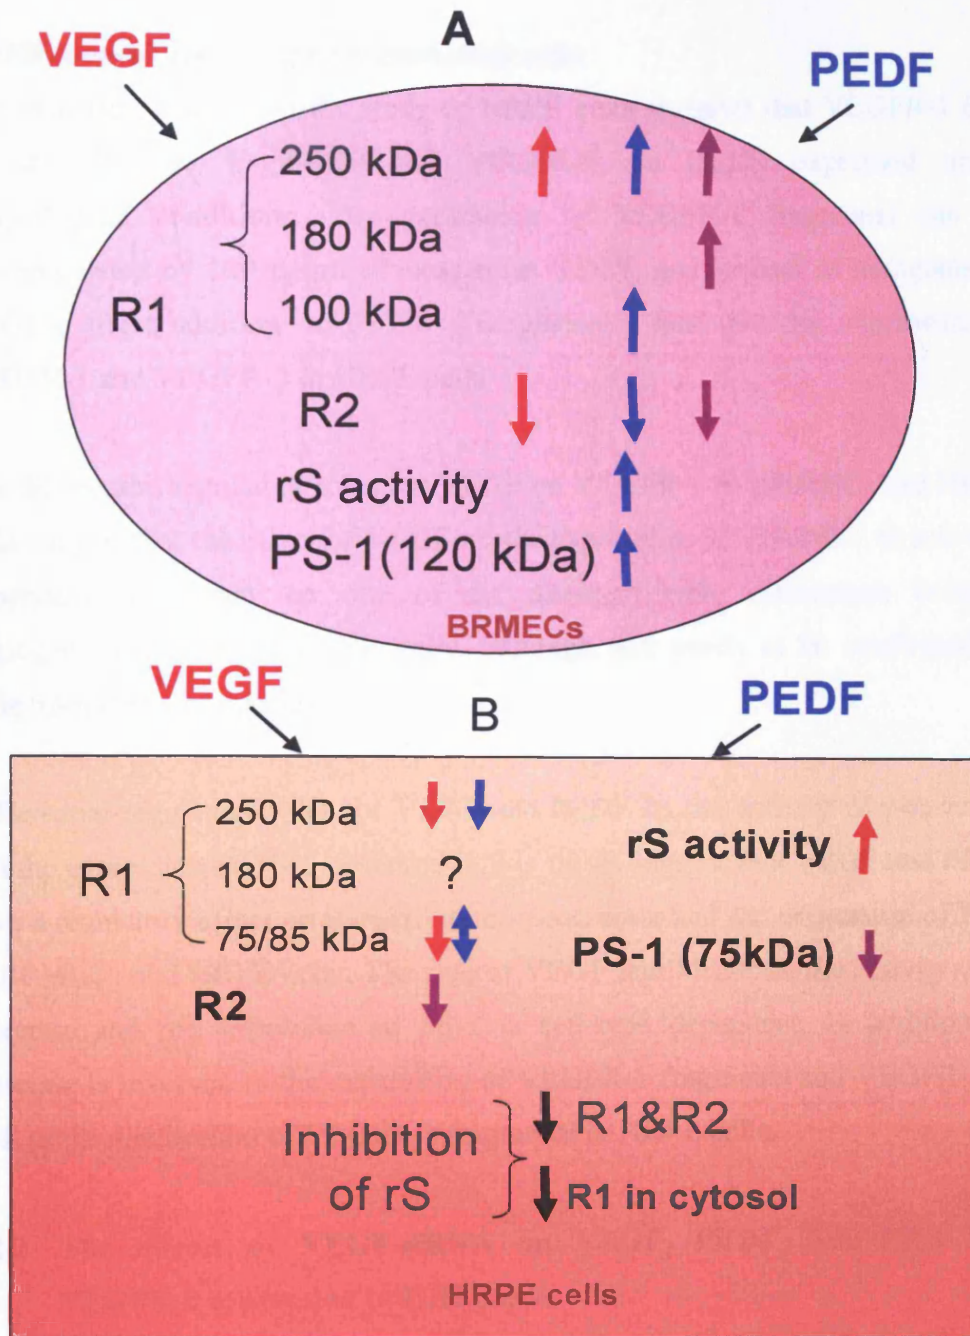 A
VEGF
PEDF
250 kDa
180 kDa
R1
100 kDa
R2
rS activity
PS-1(120 kDa)
BRMECs
VEGF
PEDF
B
250 kDa
rS activity
R1
180 kDa
?
75/85 kDa
PS-1 (75kDa)
R2
Inhibition
of rS
R1&R2
R1 in cytosol
HRPE cells